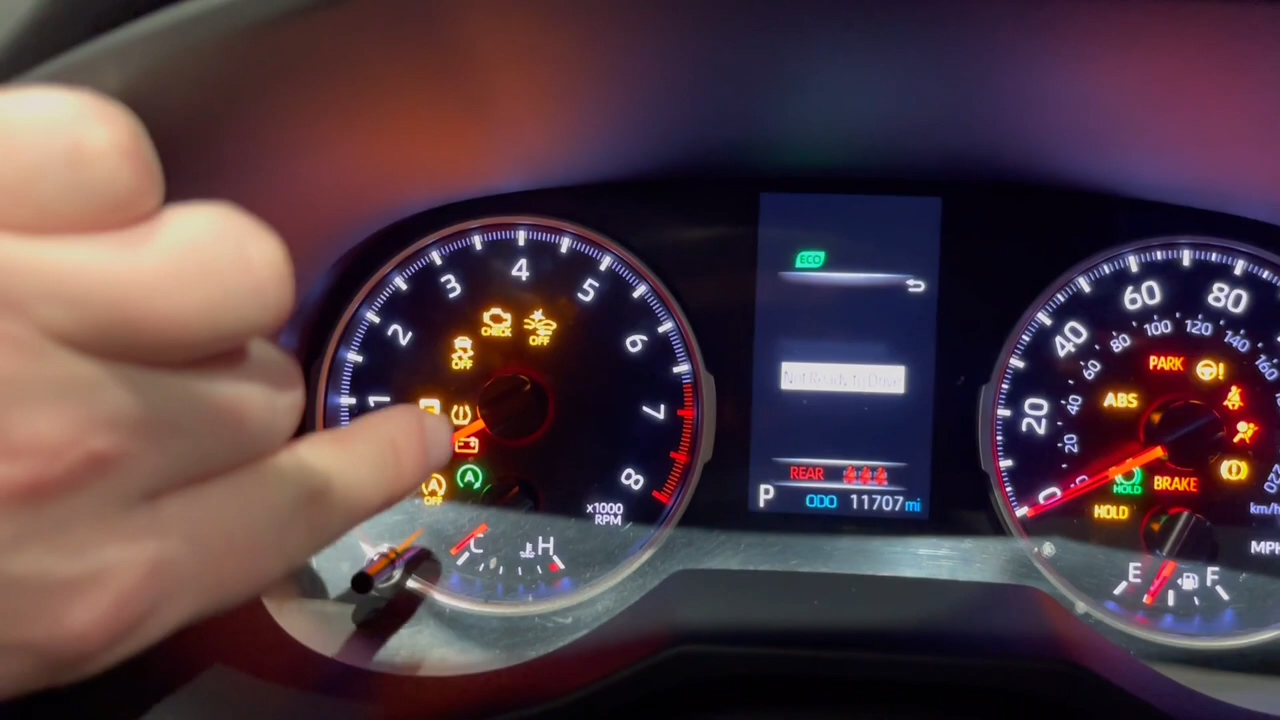 1
2
3
4
5
6
7
8
x1000
RPM
CHECK
OFF
OFF
OFF
C
H
ECO
Not Ready to Drive
REAR
P ODO 11707 mi
0
20
40
60
80
20
40
60
80
100
120
140
160
PARK
ABS
HOLD
BRAKE
HOLD
km/h
MPH
E
F